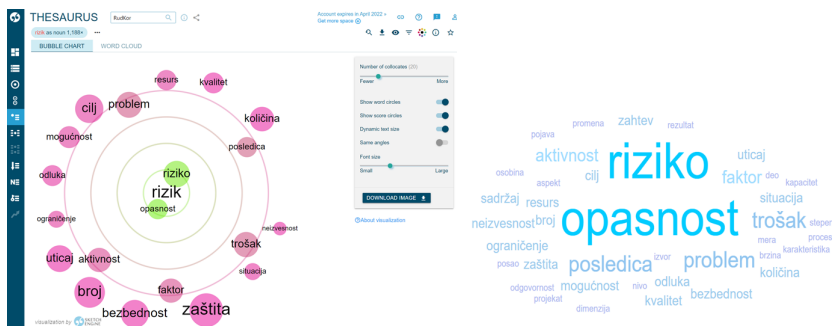 THESAURUS
RudKor
Account expires in April 2022 •
Get more space
rizik as noun 1,188×
•••
BUBBLE CHART
WORD CLOUD
resurs
kvalitet
cilj
problem
količina
mogućnost
posledica
odluka
riziko
rizik
opasnost
ograničenje
neizvesnost
uticaj
aktivnost
trošak
situacija
broj
faktor
bezbednost
zaštita
visualization by SKETCH ENGINE
Number of collocates (20)
Fewer
More
Show word circles
Show score circles
Dynamic text size
Same angles
Font size
Small
Large
DOWNLOAD IMAGE
About visualization
promena
zahtev
rezultat
pojava
aktivnost
riziko
uticaj
osobina
aspekt
cilj
faktor
deo
kapacitet
sadržaj
resurs
opasnost
situacija
neizvesnost
broj
trošak
steper
ograničenje
mera
proces
posao
zaštita
posledica
izvor
problem
brzina
karakteristika
količina
odgovornost
mogućnost
nivo
odluka
projekat
kvalitet
bezbednost
dimenzija